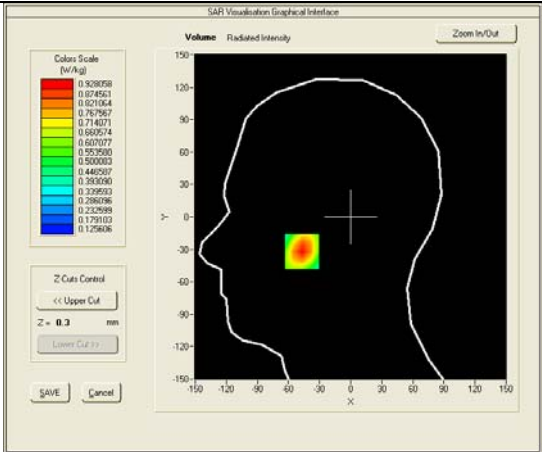 SAR Visualisation Graphical Interface
Volume Radiated Intensity
Zoom In/Out
Colors Scale
(W/kg)
0.928058
0.874561
0.821064
0.767567
0.714071
0.660574
0.607077
0.553580
0.500083
0.446587
0.393090
0.339593
0.286096
0.232599
0.179103
0.125606
Z-Cuts Control
<< Upper Cut
Z = 0.3 mm
Lower Cut >>
SAVE Cancel
150
120
90
60
30
0
-30
-60
-90
-120
-150
Y
-150 -120 -90 -60 -30 0 30 60 90 120 150
X